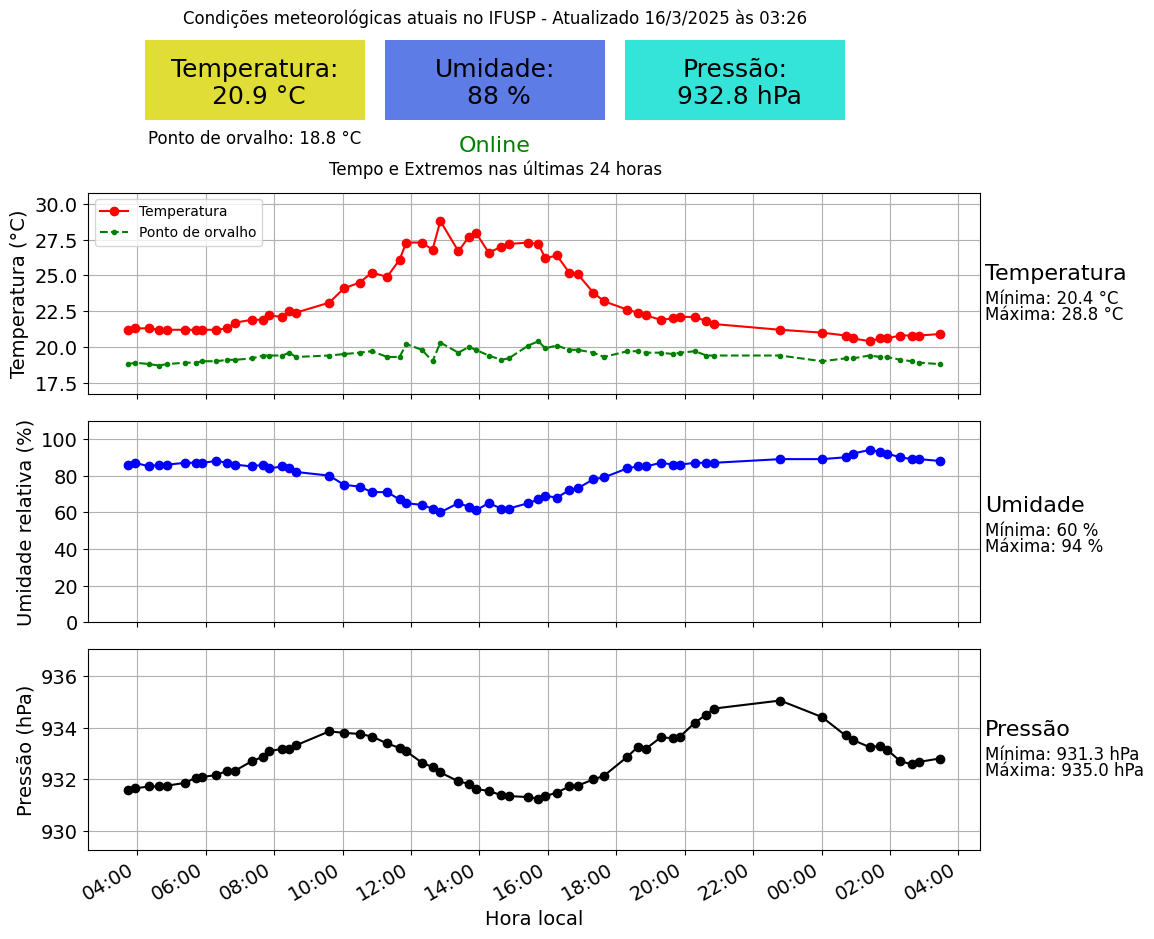 Condições meteorológicas atuais no IFUSP - Atualizado 16/3/2025 às 03:26
Temperatura:
20.9 °C
Umidade:
88 %
Pressão:
932.8 hPa
Ponto de orvalho: 18.8 °C
Online
Tempo e Extremos nas últimas 24 horas
Temperatura (°C)
30.0
27.5
25.0
22.5
20.0
17.5
Temperatura
Ponto de orvalho
Temperatura
Mínima: 20.4 °C
Máxima: 28.8 °C
Umidade relativa (%)
100
80
60
40
20
0
Umidade
Mínima: 60 %
Máxima: 94 %
Pressão (hPa)
936
934
932
930
Pressão
Mínima: 931.3 hPa
Máxima: 935.0 hPa
04:00 06:00 08:00 10:00 12:00 14:00 16:00 18:00 20:00 22:00 00:00 02:00 04:00
Hora local